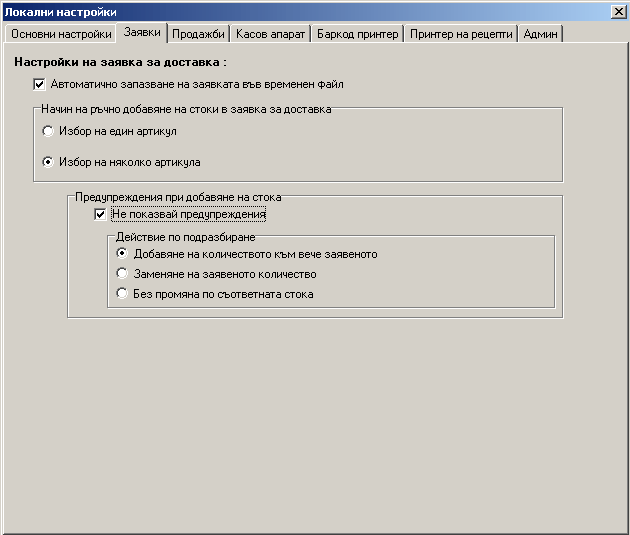 Локални настройки
Основни настройки Заявки Продажби Касов апарат Баркод принтер Принтер на рецепти Админ
Настройки на заявка за доставка :
Автоматично запазване на заявката във временен файл
Начин на ръчно добавяне на стоки в заявка за доставка
Избор на един артикул
Избор на няколко артикула
Предупреждения при добавяне на стока
Не показвай предупреждения
Действие по подразбиране
Добавяне на количеството към вече заявеното
Заменяне на заявеното количество
Без промяна по съответната стока